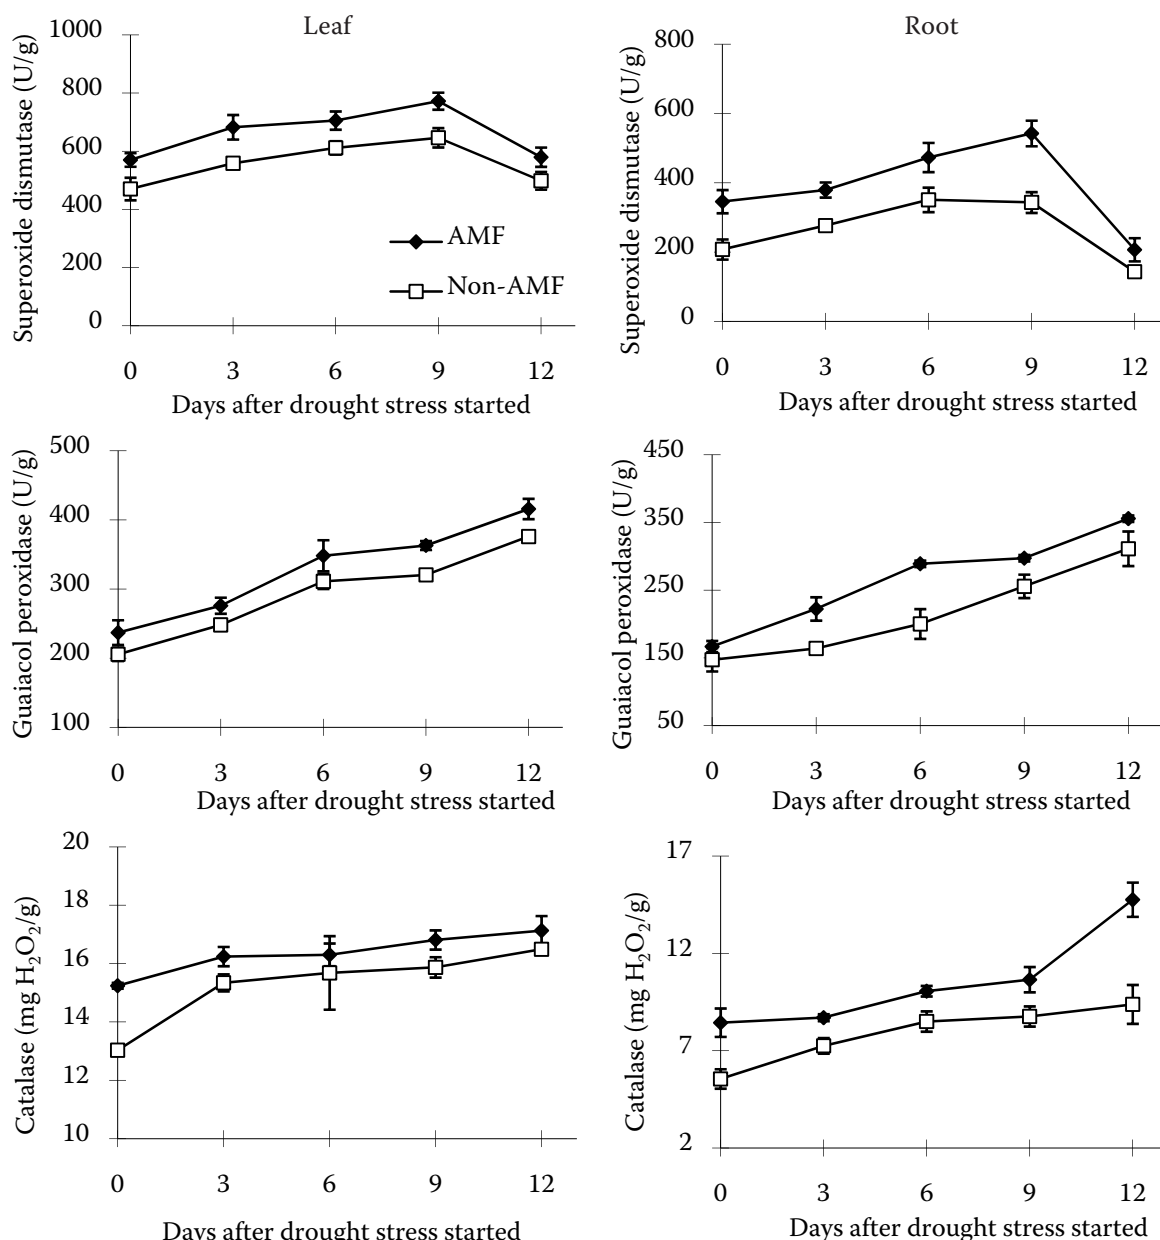 Leaf
Superoxide dismutase (U/g)
1000
800
600
400
200
0
AMF
Non-AMF
0 3 6 9 12
Days after drought stress started
Root
Superoxide dismutase (U/g)
800
600
400
200
0
0 3 6 9 12
Days after drought stress started
Guaiacol peroxidase (U/g)
500
400
300
200
100
0 3 6 9 12
Days after drought stress started
Guaiacol peroxidase (U/g)
450
350
250
150
50
0 3 6 9 12
Days after drought stress started
Catalase (mg H₂O₂/g)
20
18
16
14
12
10
0 3 6 9 12
Days after drought stress started
Catalase (mg H₂O₂/g)
17
12
7
2
0 3 6 9 12
Days after drought stress started